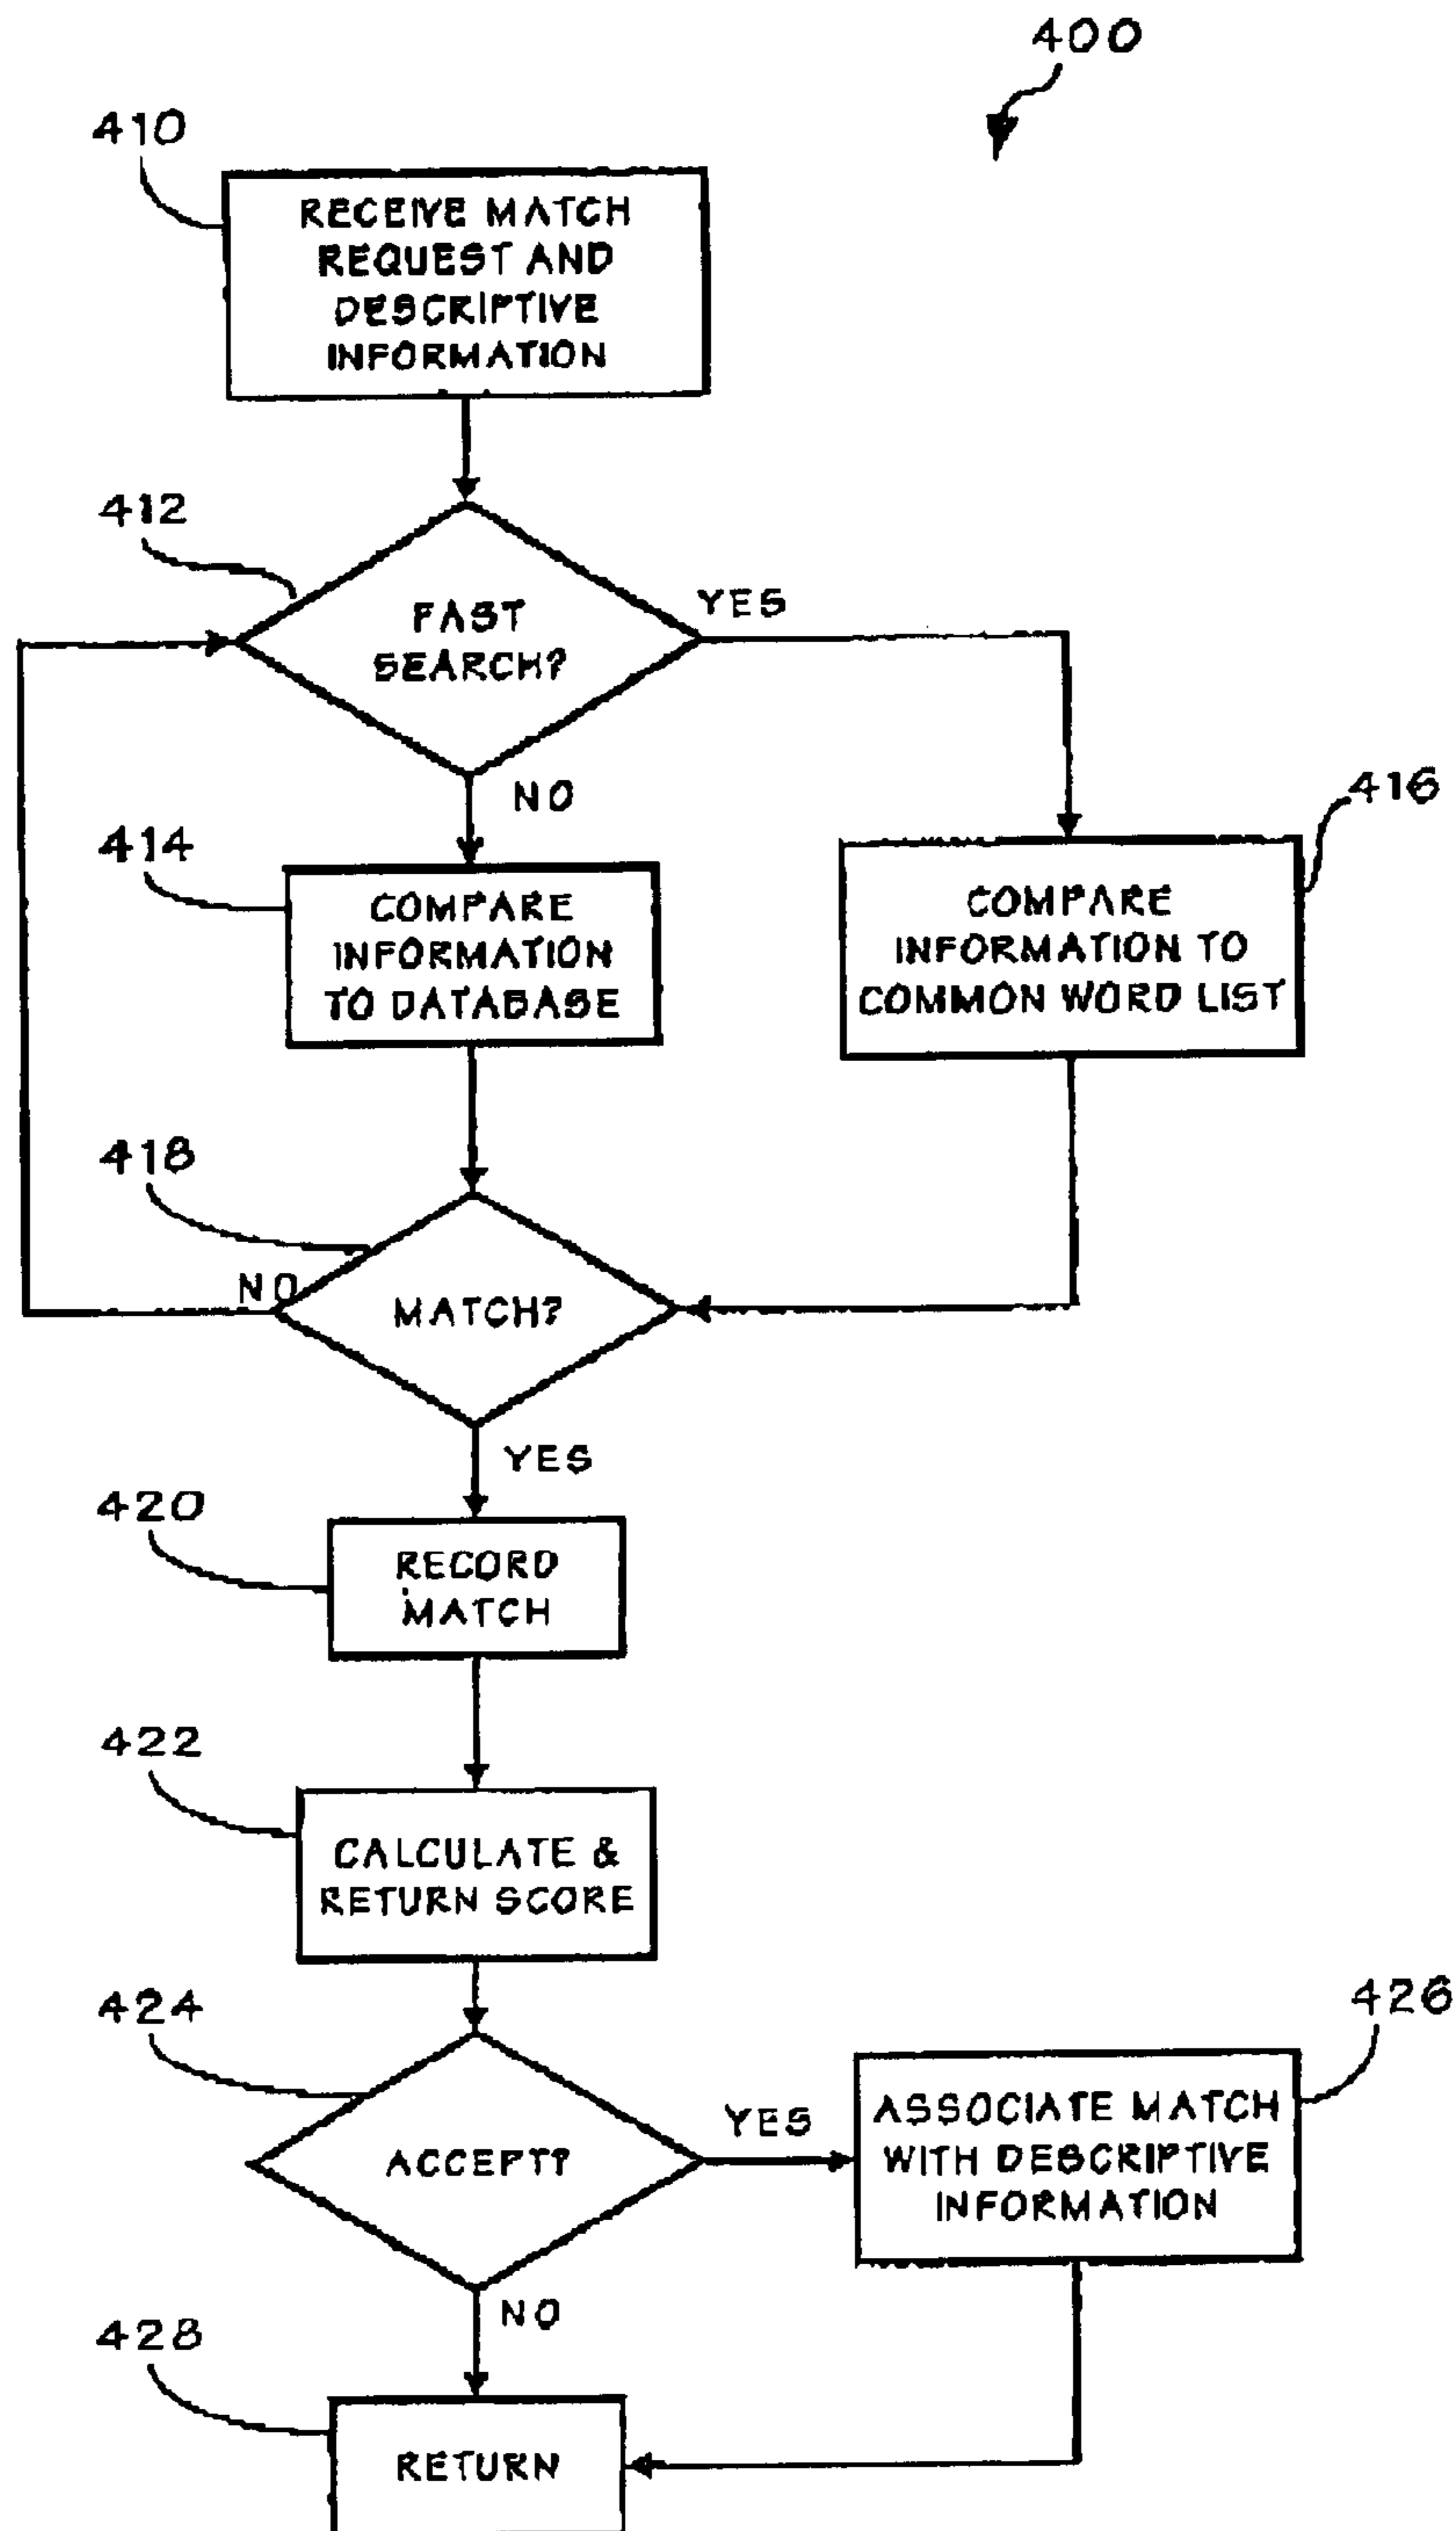 400
410
RECEIVE MATCH
REQUEST AND
DESCRIPTIVE
INFORMATION
412
FAST
SEARCH?
YES
NO
414
COMPARE
INFORMATION
TO DATABASE
416
COMPARE
INFORMATION TO
COMMON WORD LIST
418
NO
MATCH?
YES
420
RECORD
MATCH
422
CALCULATE &
RETURN SCORE
424
ACCEPT?
YES
426
ASSOCIATE MATCH
WITH DESCRIPTIVE
INFORMATION
NO
428
RETURN